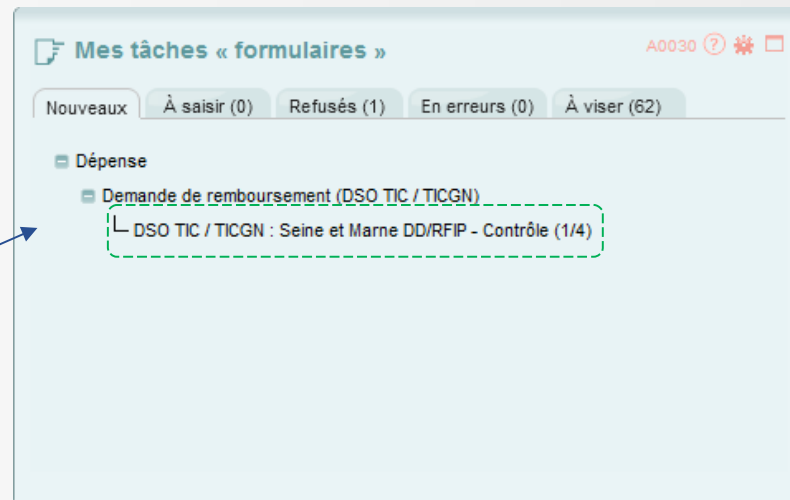 Mes tâches « formulaires »
A0030 ?
Nouveaux À saisir (0) Refusés (1) En erreurs (0) À viser (62)
Dépense
Demande de remboursement (DSO TIC / TICGN)
DSO TIC / TICGN : Seine et Marne DD/RFIP - Contrôle (1/4)